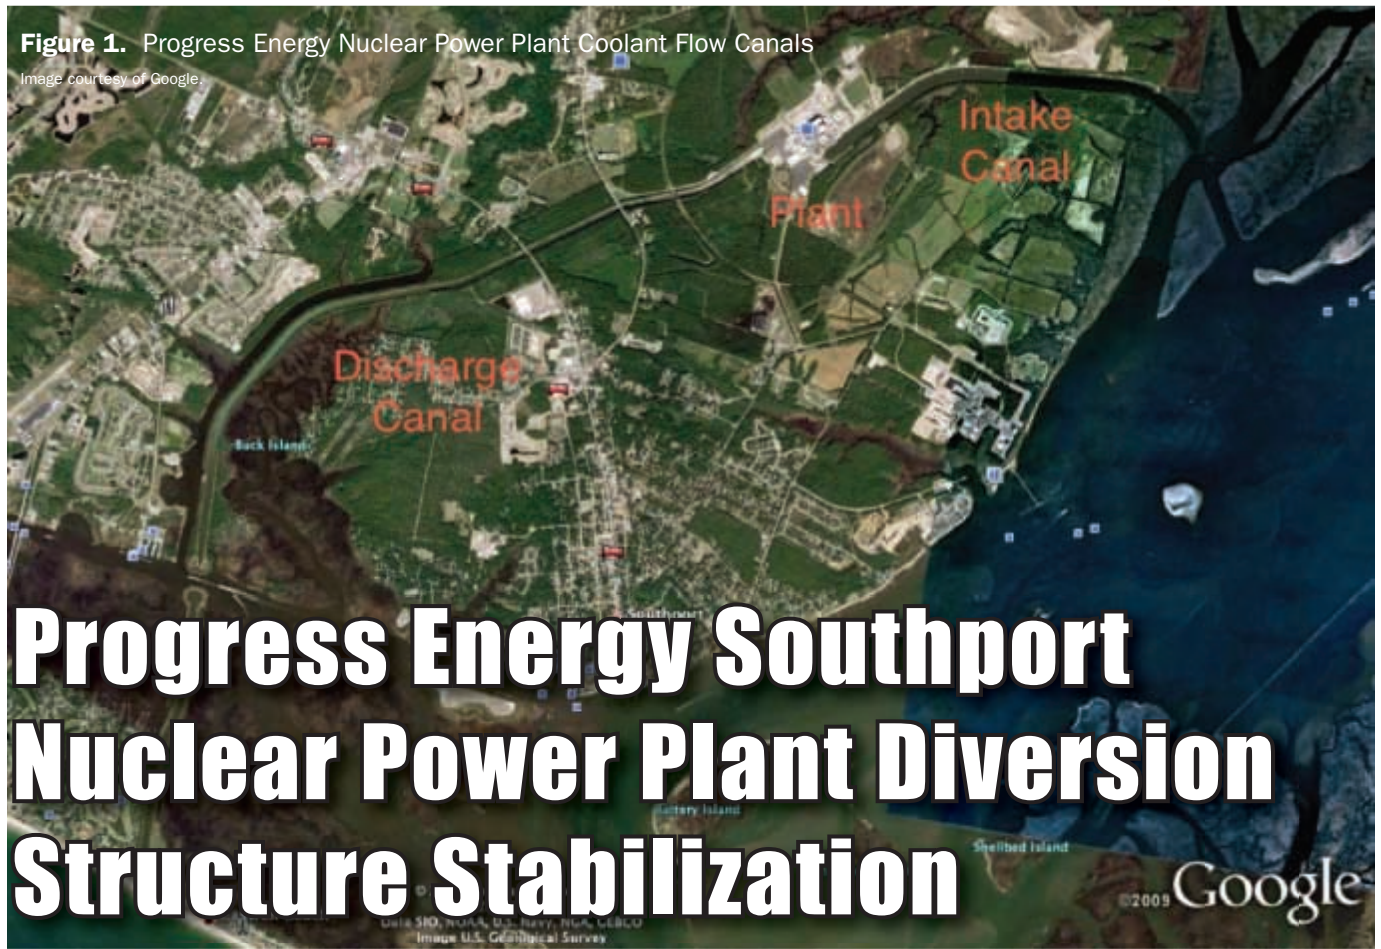 Figure 1. Progress Energy Nuclear Power Plant Coolant Flow Canals
Image courtesy of Google.
Intake
Canal
Plant
Discharge
Canal
Buck Island
Southport
Progress Energy Southport
Nuclear Power Plant Diversion
Battery Island
Structure Stabilization
Shellbed Island
©2009 Google
Data SIO, NOAA, U.S. Navy, NGA, GEBCO
Image U.S. Geological Survey